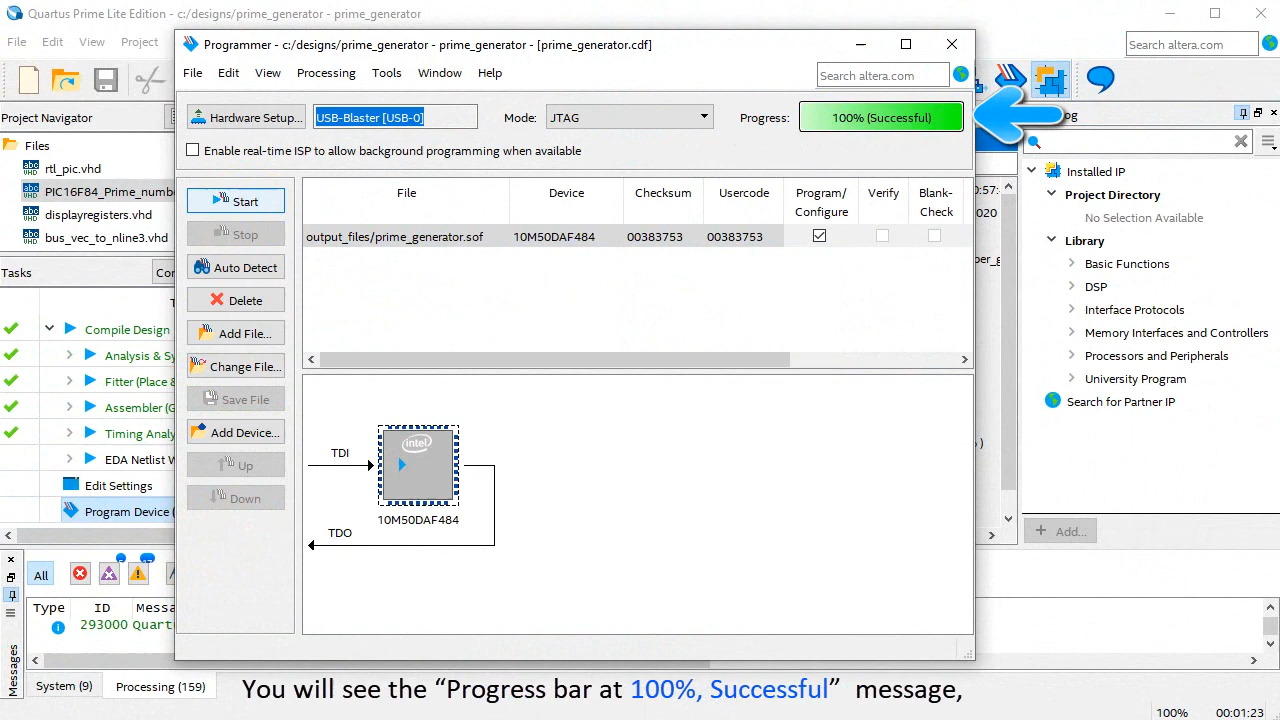 Quartus Prime Lite Edition - c:/designs/prime_generator - prime_generator
File Edit View Project
Search altera.com
Programmer - c:/designs/prime_generator - prime_generator - [prime_generator.cdf]
File Edit View Processing Tools Window Help
Search altera.com
Hardware Setup...
USB-Blaster [USB-0]
Mode: JTAG
Progress: 100% (Successful)
Enable real-time ISP to allow background programming when available
Start
Stop
Auto Detect
Delete
Add File...
Change File...
Save File
Add Device...
Up
Down
File Device Checksum Usercode Program/ Verify Blank-
Configure Check
output_files/prime_generator.sof 10M50DAF484 00383753 00383753
TDI
intel
10M50DAF484
TDO
Project Navigator
Files
rtl_pic.vhd
PIC16F84_Prime_numb
displayregisters.vhd
bus_vec_to_nline3.vhd
Tasks
Co
Compile Design
Analysis & Sy
Fitter (Place &
Assembler (G
Timing Analy
EDA Netlist W
Edit Settings
Program Device (
Installed IP
Project Directory
No Selection Available
Library
Basic Functions
DSP
Interface Protocols
Memory Interfaces and Controllers
Processors and Peripherals
University Program
Search for Partner IP
+ Add...
:57:
2020
er_g
)
All
Type ID Messa
293000 Quart
Messages
System (9) Processing (159)
You will see the “Progress bar at 100%, Successful” message,
100% 00:01:23